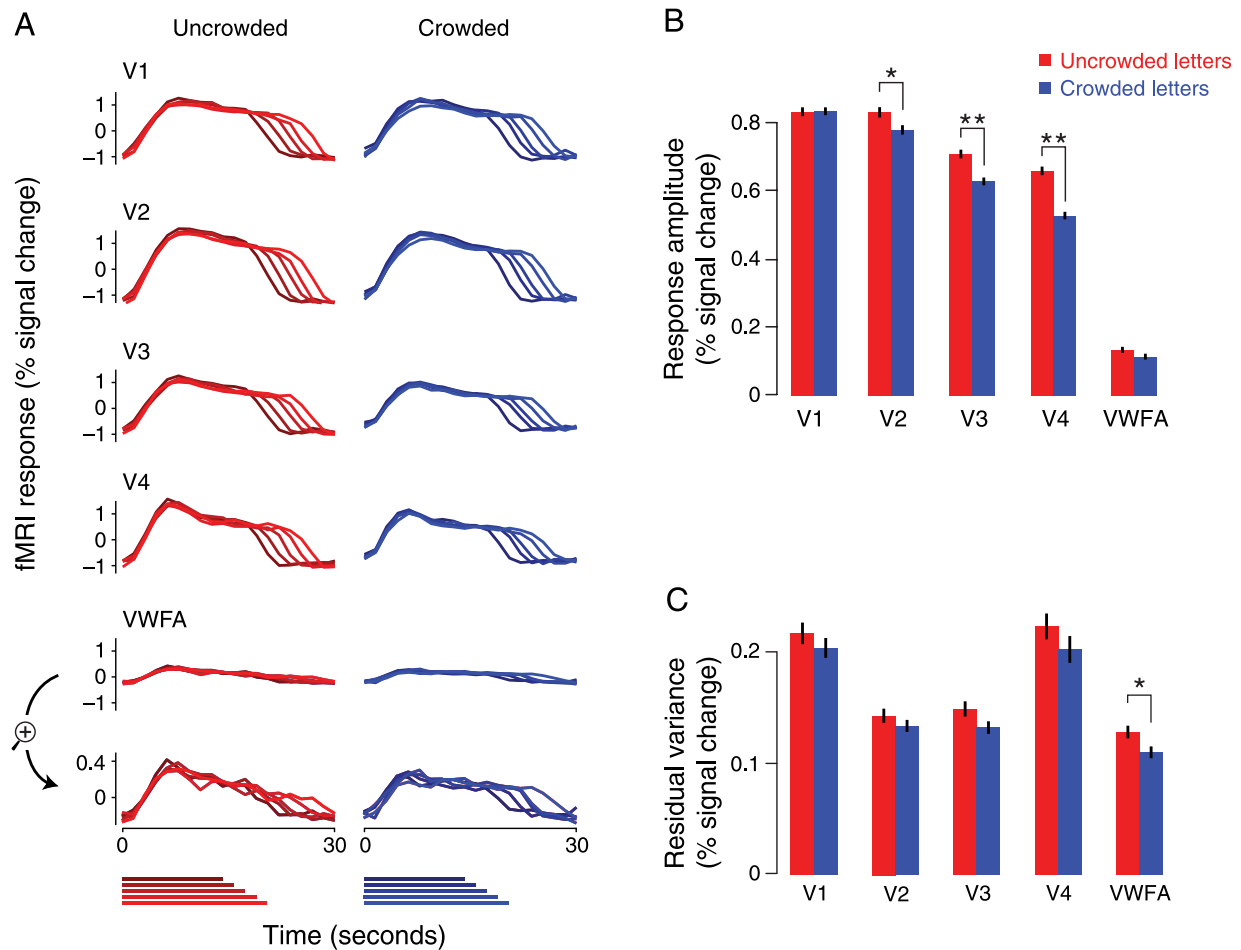 A
Uncrowded
Crowded
fMRI response (% signal change)
V1
1
0
−1
V2
1
0
−1
V3
1
0
−1
V4
1
0
−1
VWFA
1
0
−1
0.4
0
0
30
0
30
Time (seconds)
B
Uncrowded letters
Crowded letters
Response amplitude
(% signal change)
0.8
0.6
0.4
0.2
0
*
**
**
V1 V2 V3 V4 VWFA
C
Residual variance
(% signal change)
0.2
0.1
0
*
V1 V2 V3 V4 VWFA